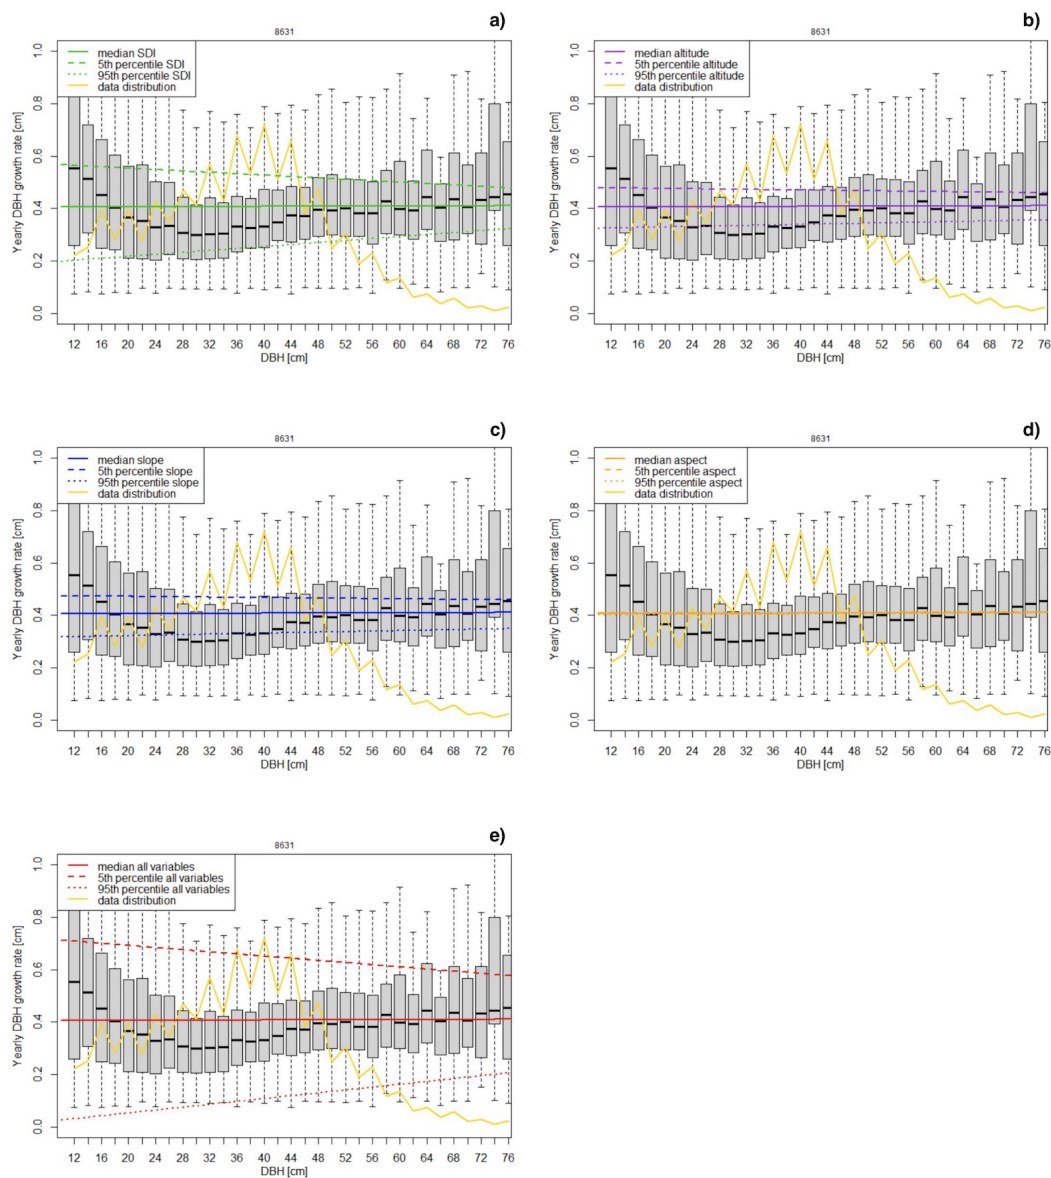 a)
8631
median SDI
5th percentile SDI
95th percentile SDI
data distribution
Yearly DBH growth rate [cm]
0.0 0.2 0.4 0.6 0.8 1.0
12 16 20 24 28 32 36 40 44 48 52 56 60 64 68 72 76
DBH [cm]
b)
8631
median altitude
5th percentile altitude
95th percentile altitude
data distribution
Yearly DBH growth rate [cm]
0.0 0.2 0.4 0.6 0.8 1.0
12 16 20 24 28 32 36 40 44 48 52 56 60 64 68 72 76
DBH [cm]
c)
8631
median slope
5th percentile slope
95th percentile slope
data distribution
Yearly DBH growth rate [cm]
0.0 0.2 0.4 0.6 0.8 1.0
12 16 20 24 28 32 36 40 44 48 52 56 60 64 68 72 76
DBH [cm]
d)
8631
median aspect
5th percentile aspect
95th percentile aspect
data distribution
Yearly DBH growth rate [cm]
0.0 0.2 0.4 0.6 0.8 1.0
12 16 20 24 28 32 36 40 44 48 52 56 60 64 68 72 76
DBH [cm]
e)
8631
median all variables
5th percentile all variables
95th percentile all variables
data distribution
Yearly DBH growth rate [cm]
0.0 0.2 0.4 0.6 0.8 1.0
12 16 20 24 28 32 36 40 44 48 52 56 60 64 68 72 76
DBH [cm]